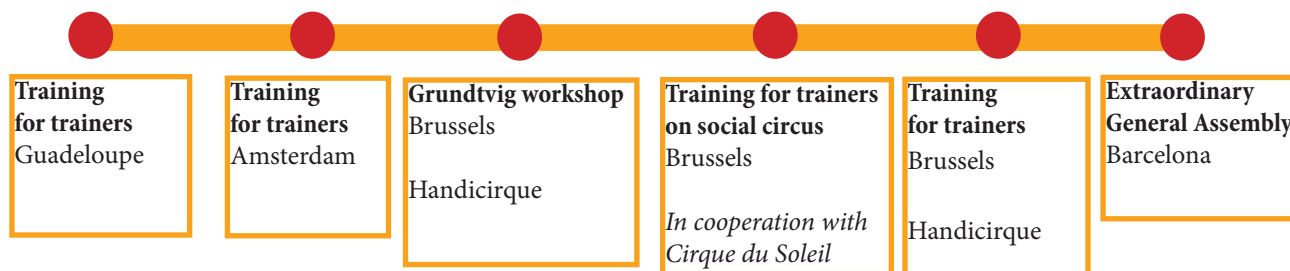 Training
for trainers
Guadeloupe
Training
for trainers
Amsterdam
Grundtvig workshop
Brussels
Handicirque
Training for trainers
on social circus
Brussels
In cooperation with
Cirque du Soleil
Training
for trainers
Brussels
Handicirque
Extraordinary
General Assembly
Barcelona